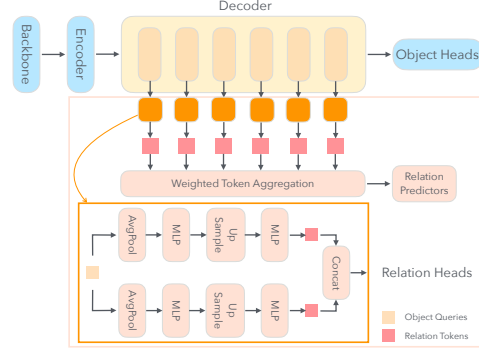 Decoder
Backbone
Encoder
Object Heads
Weighted Token Aggregation
Relation
Predictors
AvgPool
MLP
Up
Sample
MLP
Concat
Relation Heads
AvgPool
MLP
Up
Sample
MLP
Object Queries
Relation Tokens